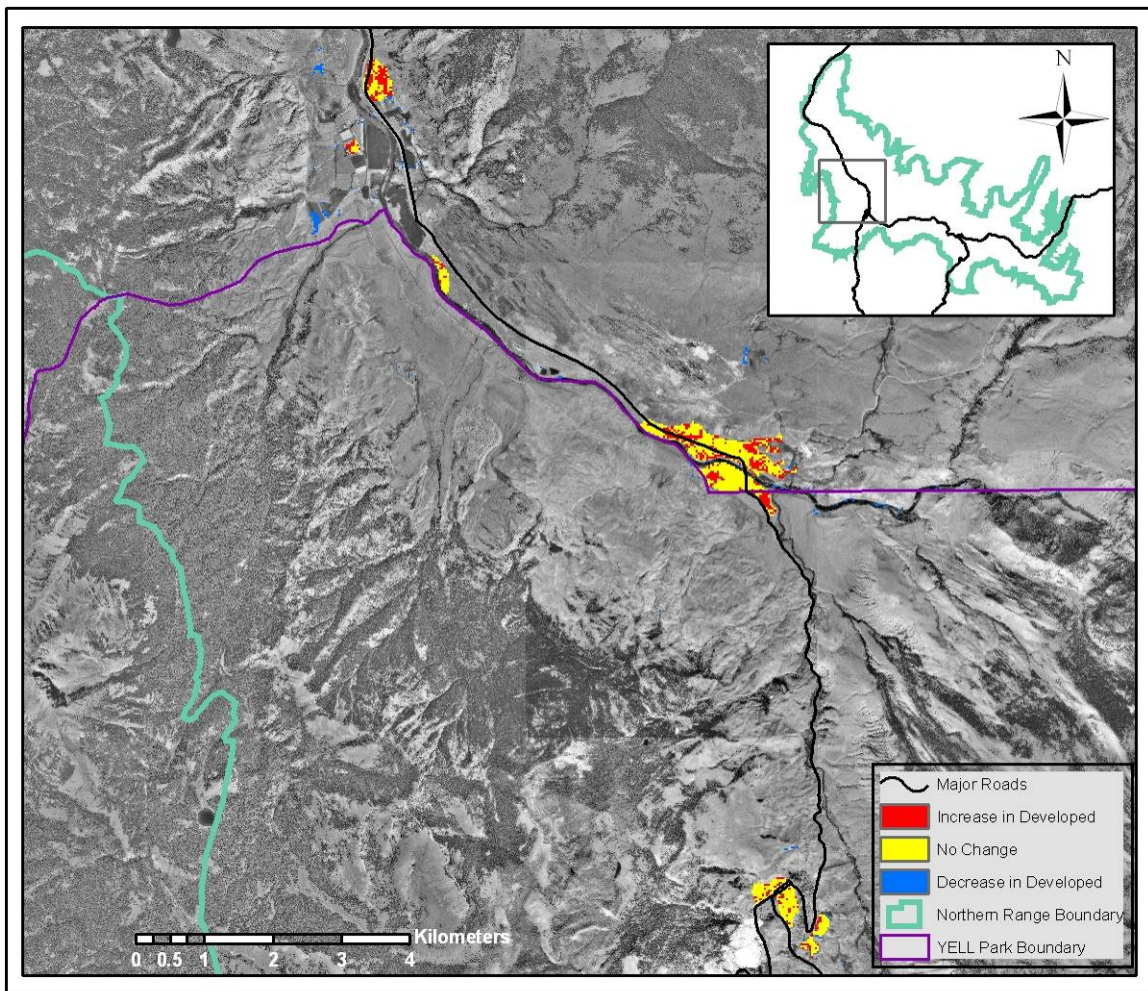 N
Major Roads
Increase in Developed
No Change
Decrease in Developed
Northern Range Boundary
YELL Park Boundary
Kilometers
0 0.5 1 2 3 4